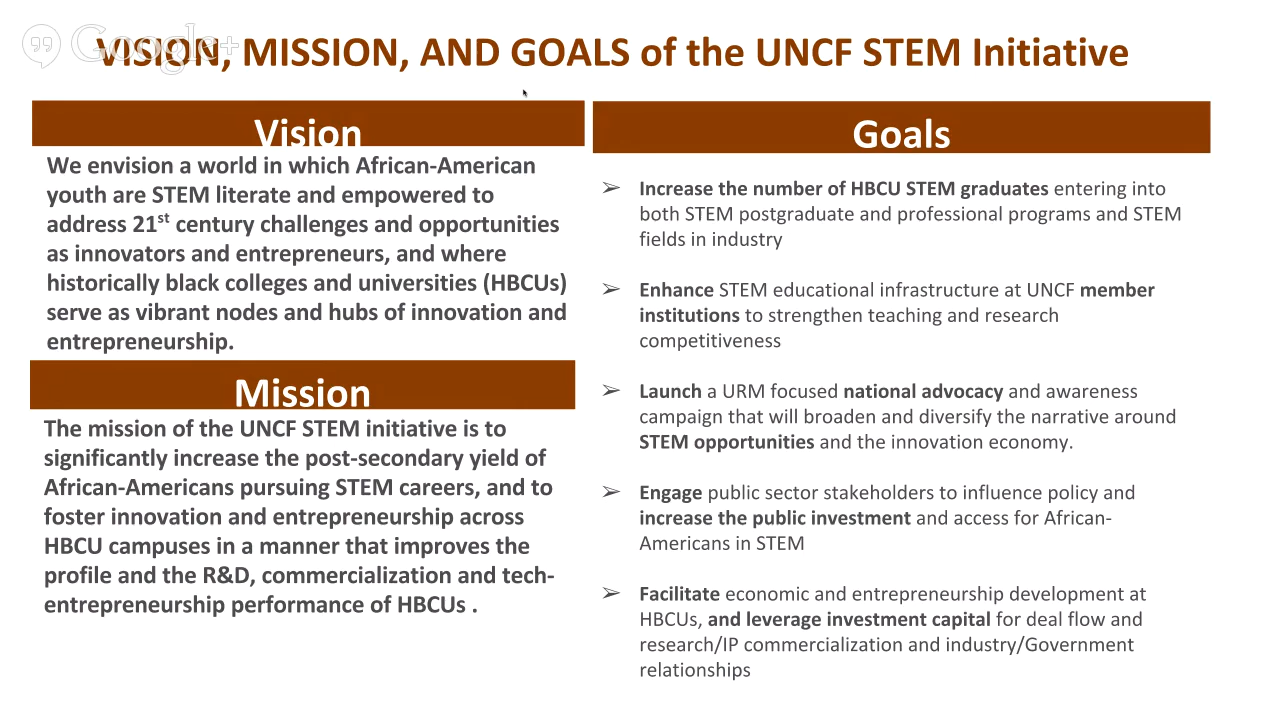 Google+
VISION, MISSION, AND GOALS of the UNCF STEM Initiative
Vision
We envision a world in which African-American
youth are STEM literate and empowered to
address 21st century challenges and opportunities
as innovators and entrepreneurs, and where
historically black colleges and universities (HBCUs)
serve as vibrant nodes and hubs of innovation and
entrepreneurship.
Mission
The mission of the UNCF STEM initiative is to
significantly increase the post-secondary yield of
African-Americans pursuing STEM careers, and to
foster innovation and entrepreneurship across
HBCU campuses in a manner that improves the
profile and the R&D, commercialization and tech-
entrepreneurship performance of HBCUs .
Goals
➢ Increase the number of HBCU STEM graduates entering into
both STEM postgraduate and professional programs and STEM
fields in industry
➢ Enhance STEM educational infrastructure at UNCF member
institutions to strengthen teaching and research
competitiveness
➢ Launch a URM focused national advocacy and awareness
campaign that will broaden and diversify the narrative around
STEM opportunities and the innovation economy.
➢ Engage public sector stakeholders to influence policy and
increase the public investment and access for African-
Americans in STEM
➢ Facilitate economic and entrepreneurship development at
HBCUs, and leverage investment capital for deal flow and
research/IP commercialization and industry/Government
relationships